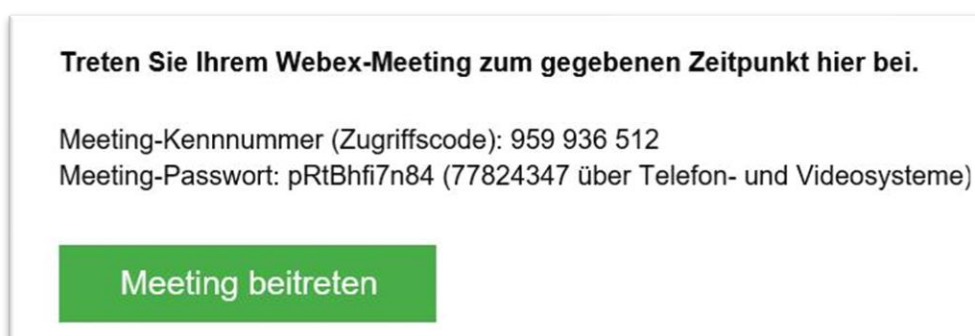 Treten Sie Ihrem Webex-Meeting zum gegebenen Zeitpunkt hier bei.
Meeting-Kennnummer (Zugriffscode): 959 936 512
Meeting-Passwort: pRtBhfi7n84 (77824347 über Telefon- und Videosysteme)
Meeting beitreten